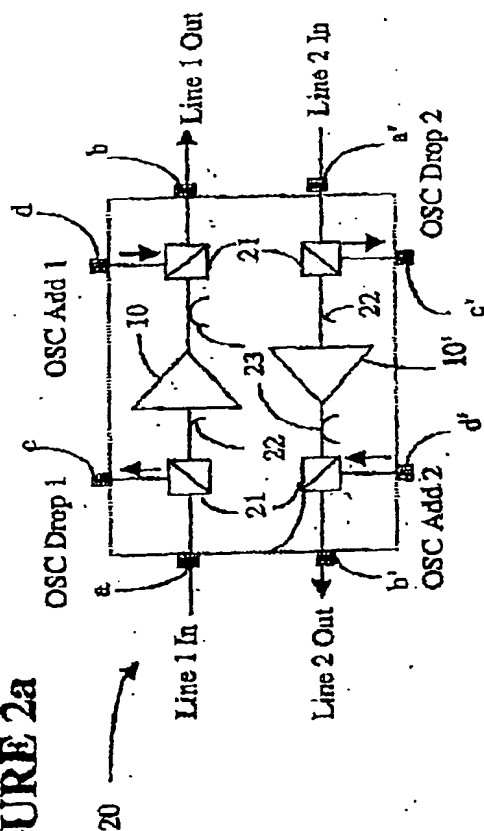 URE 2a
20
OSC Drop 1
c
OSC Add 1
d
a
b
Line 1 In
Line 1 Out
10
21
22
21
23
22
Line 2 Out
Line 2 In
b'
a'
10'
OSC Add 2
d'
c'
OSC Drop 2